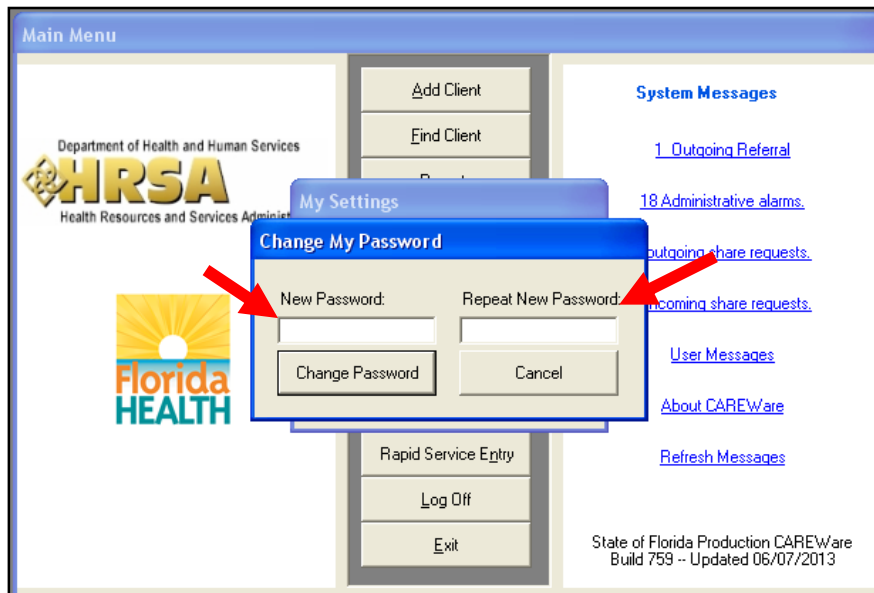 Main Menu
Add Client
Find Client
Department of Health and Human Services
HRSA
Health Resources and Services Administ
System Messages
1 Outgoing Referral
18 Administrative alarms.
outgoing share requests.
ncoming share requests.
User Messages
About CAREWare
Refresh Messages
My Settings
Change My Password
New Password:
Repeat New Password:
Change Password
Cancel
Florida
HEALTH
Rapid Service Entry
Log Off
Exit
State of Florida Production CAREWare
Build 759 -- Updated 06/07/2013